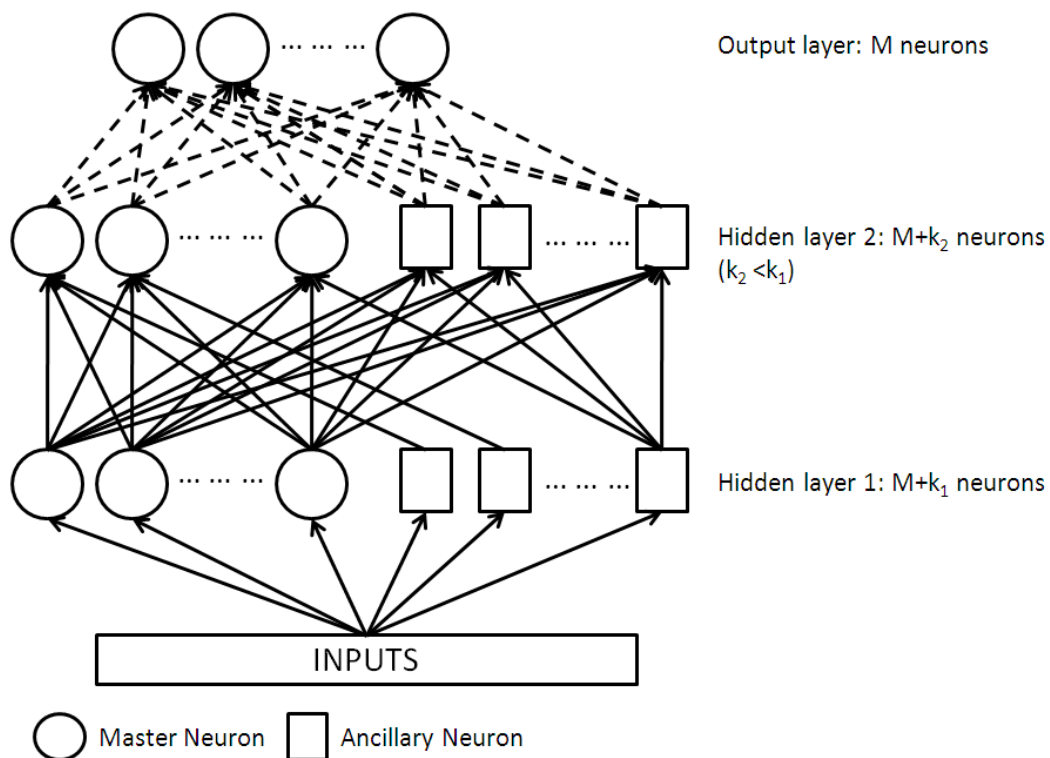 ... ... ...
Output layer: M neurons
... ... ...
... ... ...
Hidden layer 2: M+k₂ neurons
(k₂ <k₁)
... ... ...
... ... ...
Hidden layer 1: M+k₁ neurons
INPUTS
Master Neuron
Ancillary Neuron